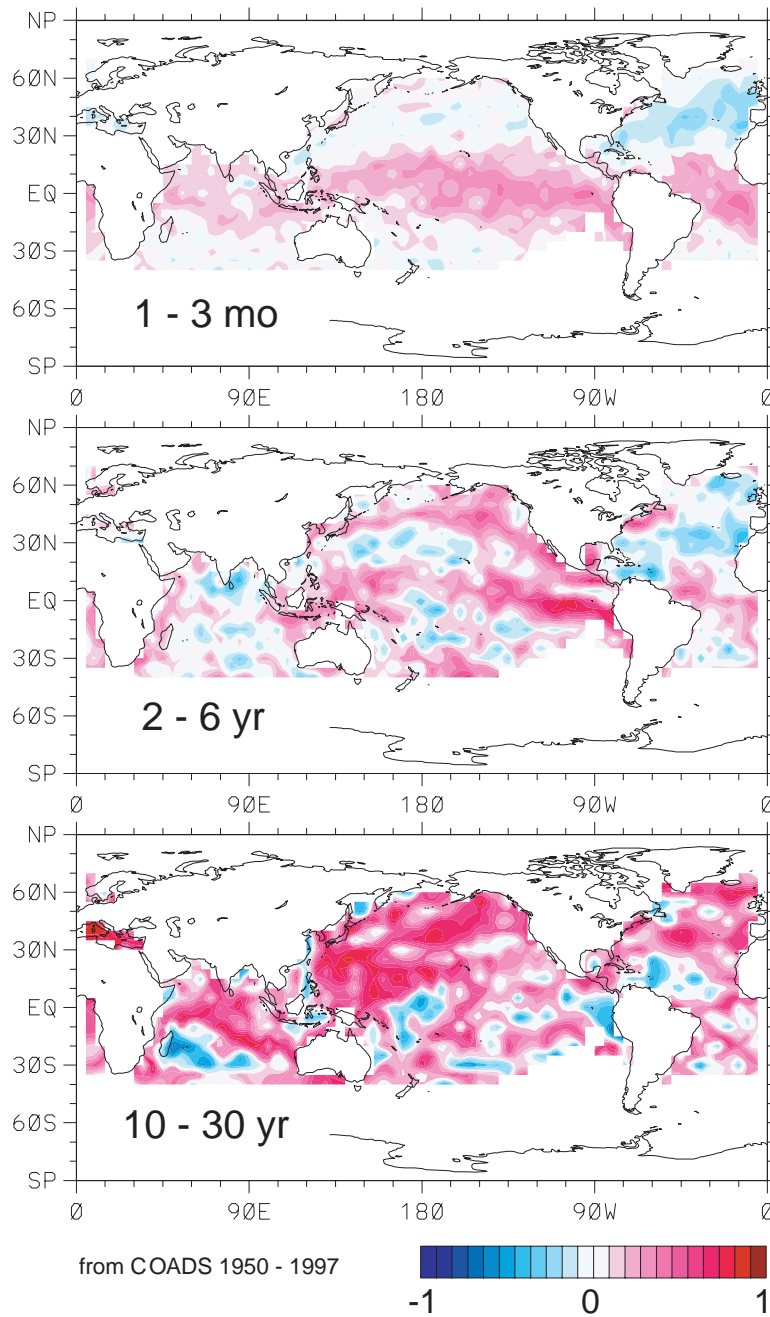 NP
60N
30N
EQ
30S
60S
SP
1 - 3 mo
0 90E 180 90W 0
NP
60N
30N
EQ
30S
60S
SP
2 - 6 yr
0 90E 180 90W 0
NP
60N
30N
EQ
30S
60S
SP
10 - 30 yr
0 90E 180 90W 0
from COADS 1950 - 1997
-1 0 1